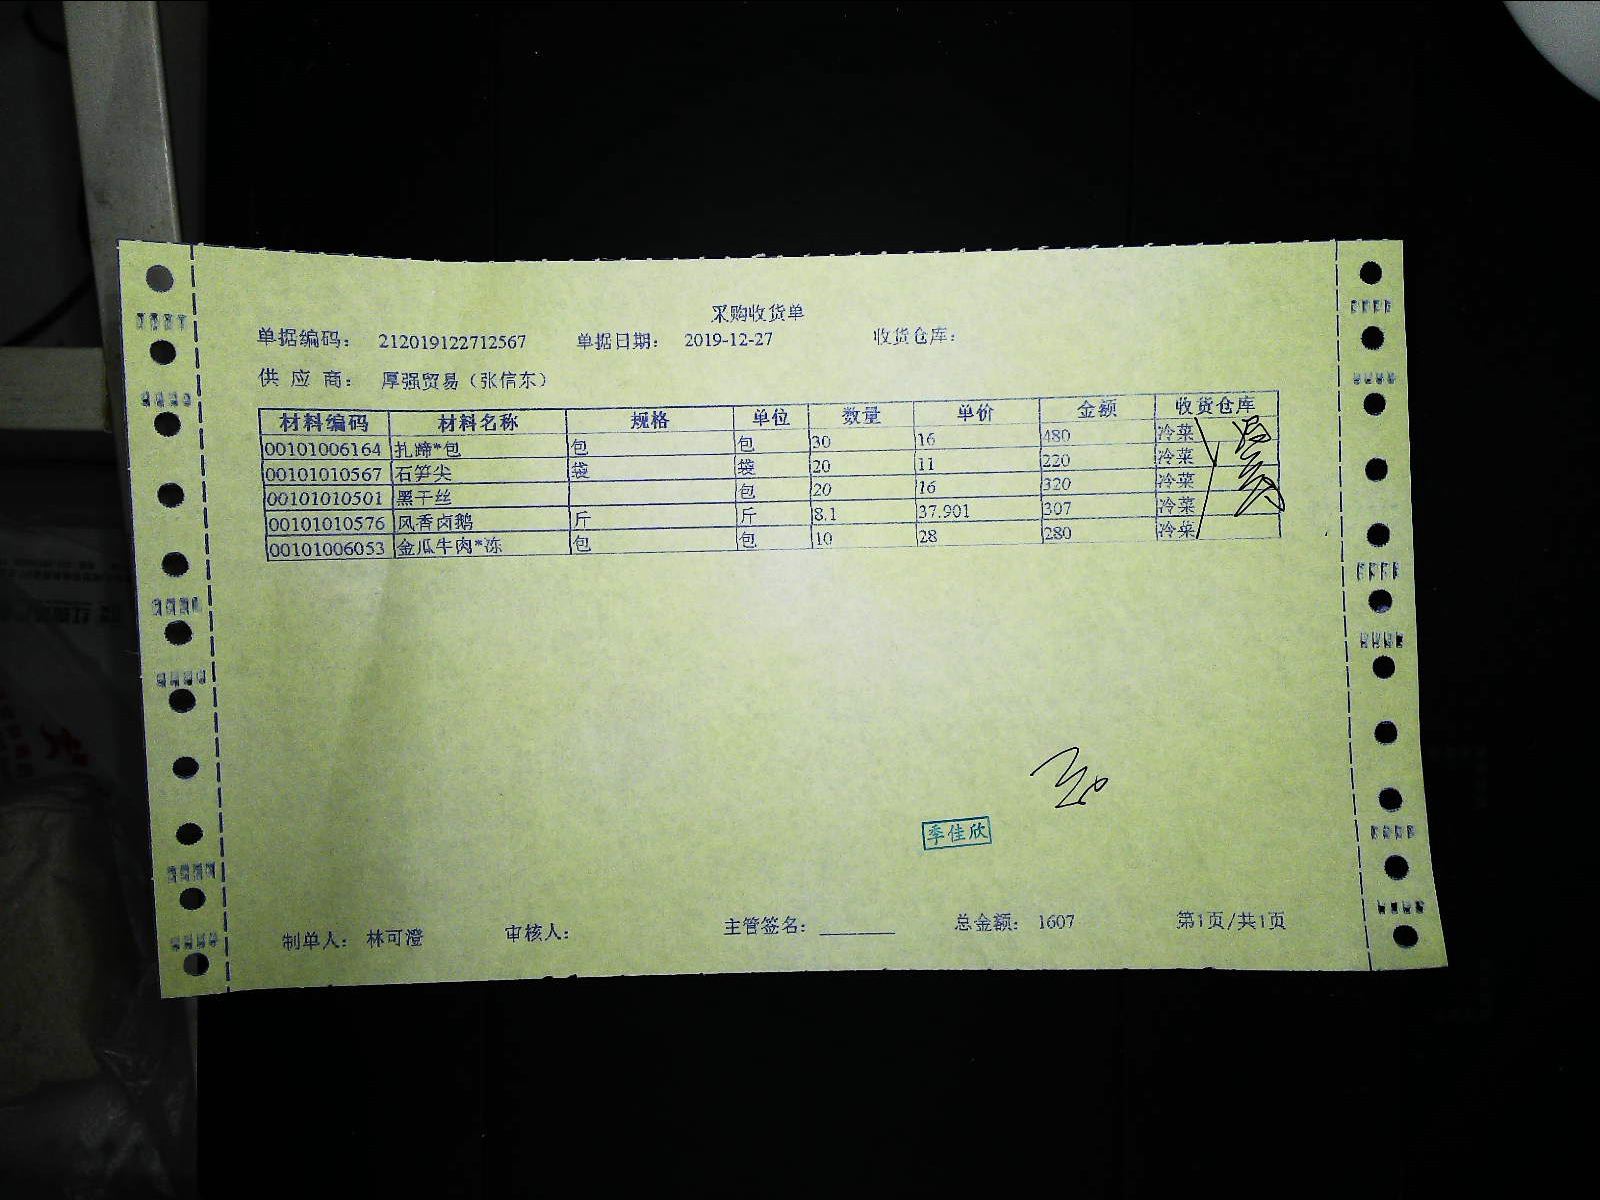 采购收货单
单据编码： 212019122712567 单据日期： 2019-12-27 收货仓库：
供 应 商： 厚强贸易（张信东）
材料编码 材料名称 规格 单位 数量 单价 金额 收货仓库
00101006164 扎蹄*包 包 包 30 16 480 冷菜
00101010567 石笋尖 袋 袋 20 11 220 冷菜
00101010501 黑干丝 包 20 16 320 冷菜
00101010576 风香卤鹅 斤 斤 8.1 37.901 307 冷菜
00101006053 金瓜牛肉*冻 包 包 10 28 280 冷菜
季佳欣
制单人： 林可澄 审核人： 主管签名： 总金额： 1607 第1页/共1页